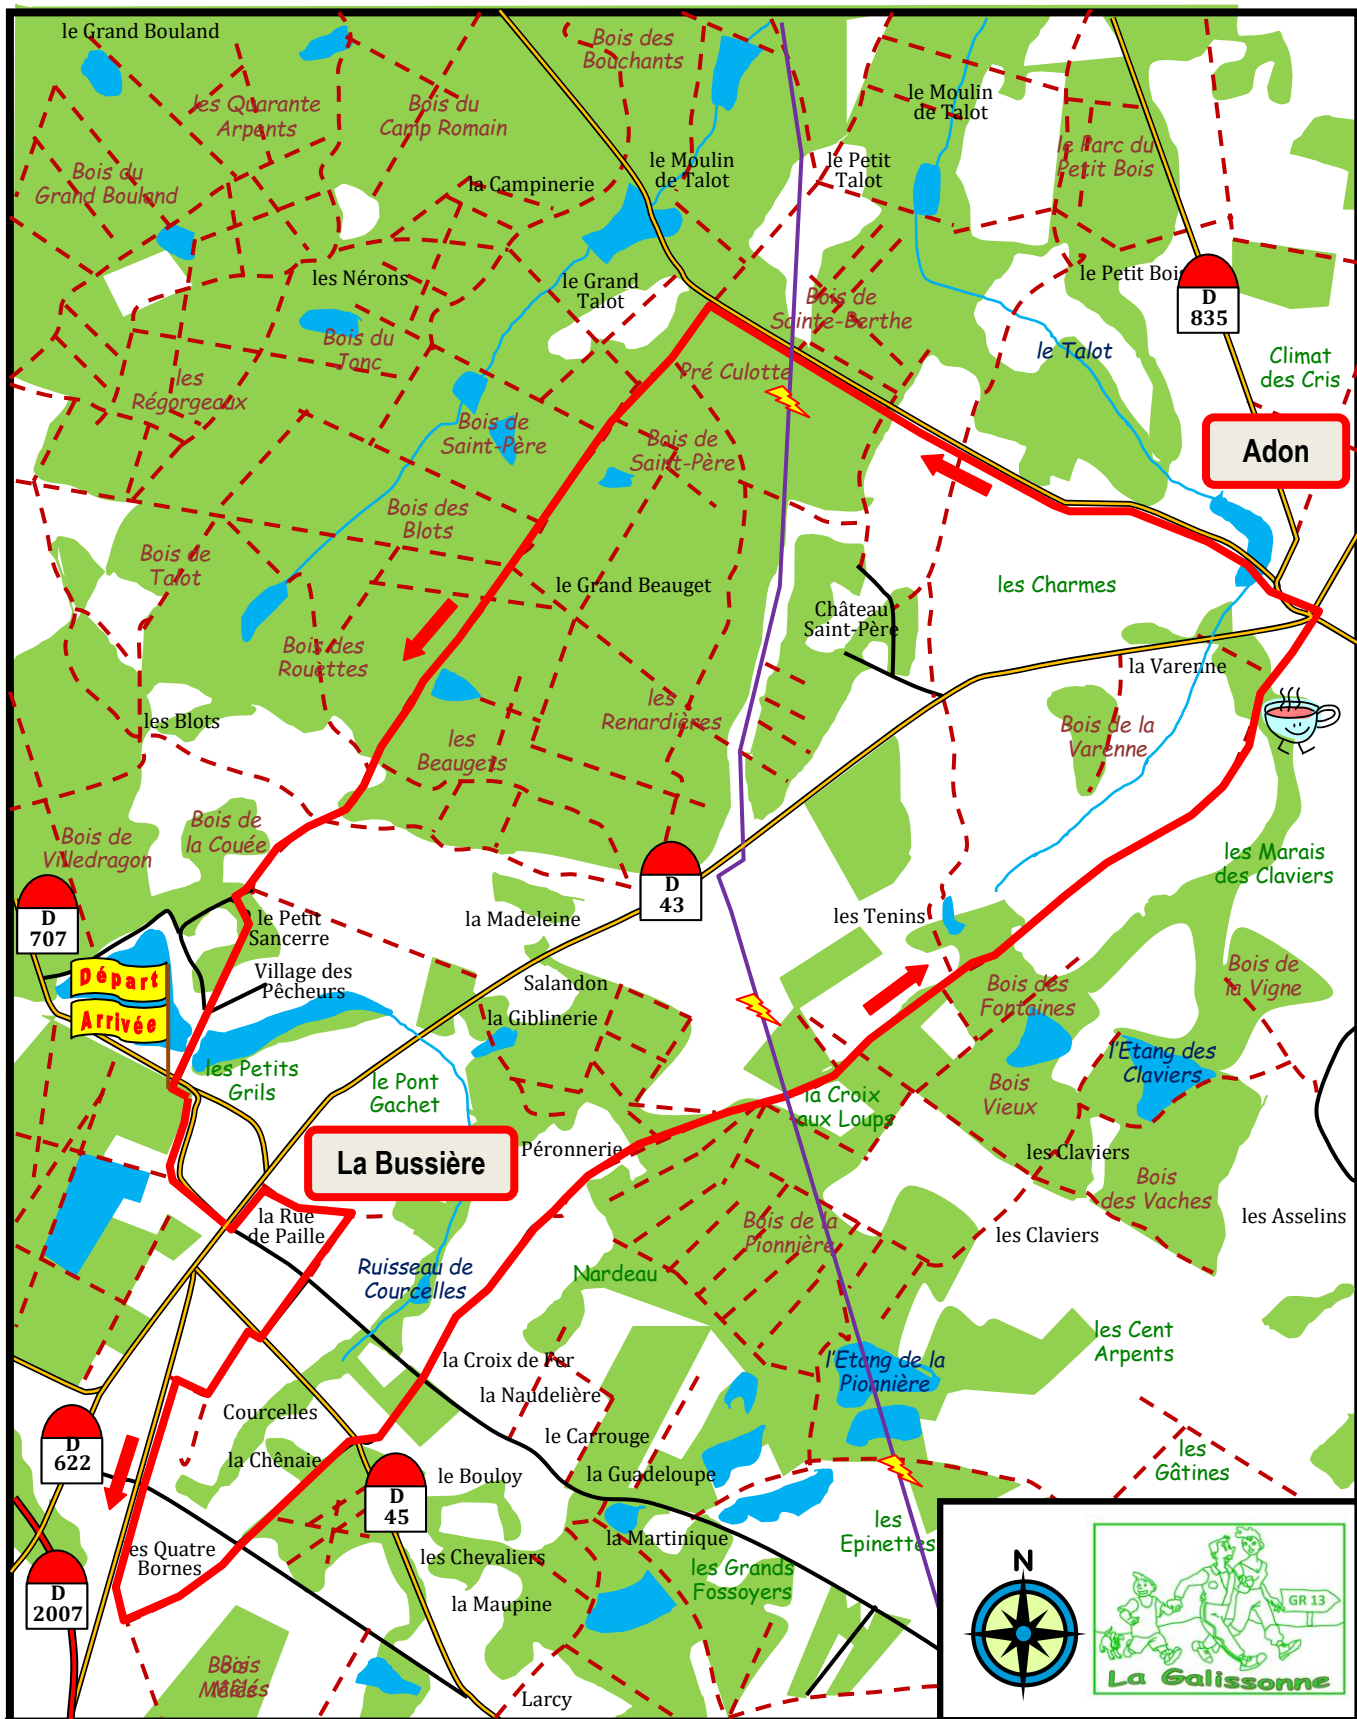 le Grand Bouland
Bois des
Bouchants
les Quarante
Arpents
Bois du
Camp Romain
le Moulin
de Talot
le Parc du
Petit Bois
Bois du
Grand Bouland
la Campinerie
le Moulin
de Talot
le Petit
Talot
les Nérons
le Grand
Talot
le Petit Bois
Bois de
Sainte-Berthe
D
835
Bois du
Jonc
le Talot
Climat
des Cris
les
Régorgeaux
Pré Culotte
Bois de
Saint-Père
Bois de
Saint-Père
Adon
Bois des
Blots
Bois de
Talot
le Grand Beauget
les Charmes
Château
Saint-Père
Bois des
Rouettes
la Varenne
les Blots
les
Renardières
Bois de la
Varenne
les
Beaugets
Bois de
Villedragon
Bois de
la Couée
les Marais
des Claviers
D
43
D
707
le Petit
Sancerre
la Madeleine
les Tenins
Départ
Arrivée
Village des
Pêcheurs
Salandon
Bois des
Fontaines
Bois de
la Vigne
la Giblinerie
l'Etang des
Claviers
les Petits
Grils
le Pont
Gachet
la Croix
aux Loups
Bois
Vieux
La Bussière
Péronnerie
les Claviers
Bois
des Vaches
la Rue
de Paille
Bois de la
Pionnière
les Claviers
les Asselins
Ruisseau de
Courcelles
Nardeau
les Cent
Arpents
la Croix de Fer
l'Etang de la
Pionnière
la Naudelière
Courcelles
le Carrouge
D
622
la Chênaie
le Bouloy
la Guadeloupe
les
Gâtines
D
45
les Quatre
Bornes
les Chevaliers
la Martinique
les
Epinettes
D
2007
les Grands
Fossoyers
la Maupine
N
GR 13
Bois
Mêlés
Bois
Mêlés
Larcy
La Galissonne